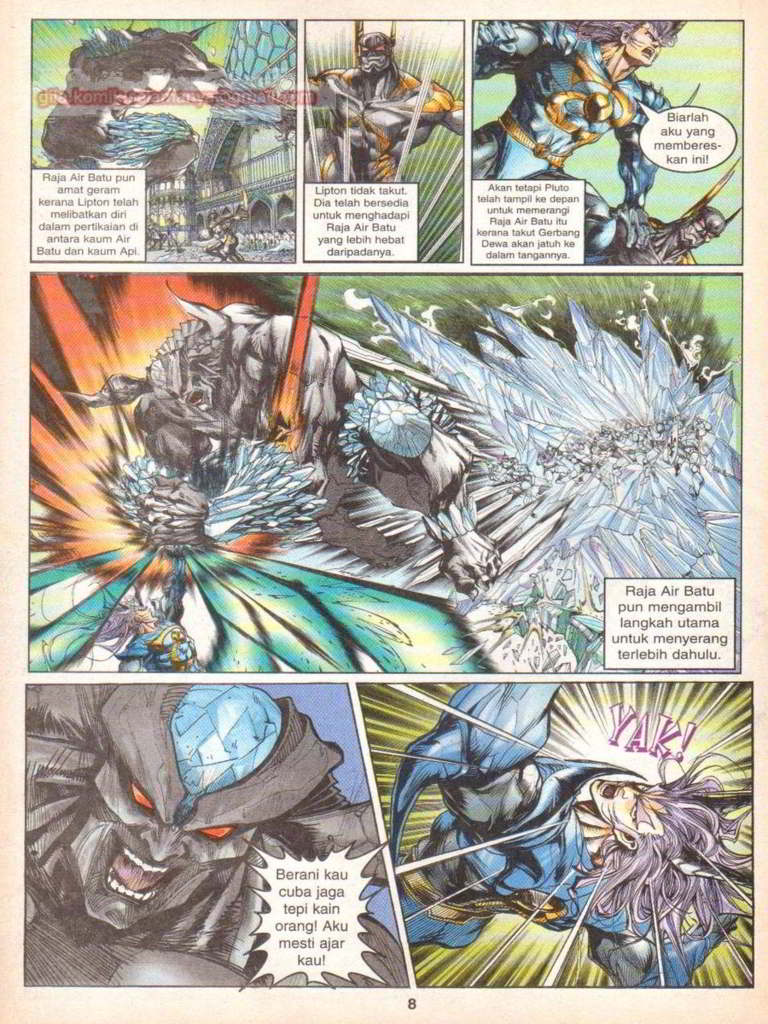 Raja Air Batu pun
amat geram
kerana Lipton telah
melibatkan diri
dalam pertikaian di
antara kaum Air
Batu dan kaum Api.
Lipton tidak takut.
Dia telah bersedia
untuk menghadapi
Raja Air Batu
yang lebih hebat
daripadanya.
Biarlah
aku yang
memberes-
kan ini!
Akan tetapi Pluto
telah tampil ke depan
untuk memerangi
Raja Air Batu itu
kerana takut Gerbang
Dewa akan jatuh ke
dalam tangannya.
Raja Air Batu
pun mengambil
langkah utama
untuk menyerang
terlebih dahulu.
Berani kau
cuba jaga
tepi kain
orang! Aku
mesti ajar
kau!
YAK!
8